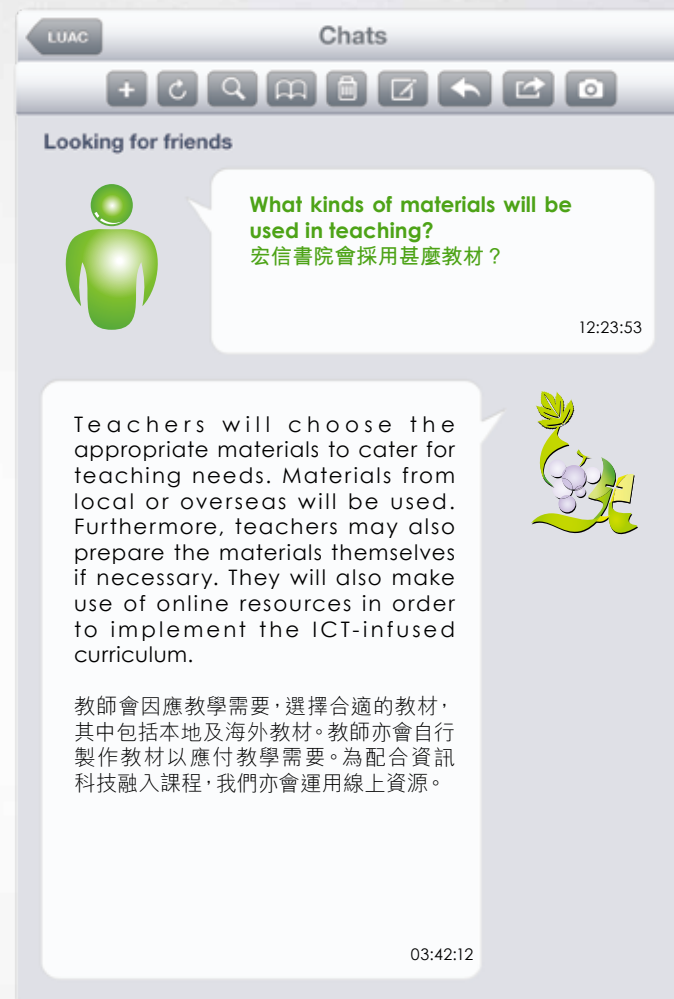 LUAC
Chats
Looking for friends
What kinds of materials will be
used in teaching?
宏信書院會採用甚麼教材？
12:23:53
Teachers will choose the
appropriate materials to cater for
teaching needs. Materials from
local or overseas will be used.
Furthermore, teachers may also
prepare the materials themselves
if necessary. They will also make
use of online resources in order
to implement the ICT-infused
curriculum.
教師會因應教學需要，選擇合適的教材，
其中包括本地及海外教材。教師亦會自行
製作教材以應付教學需要。為配合資訊
科技融入課程，我們亦會運用線上資源。
03:42:12